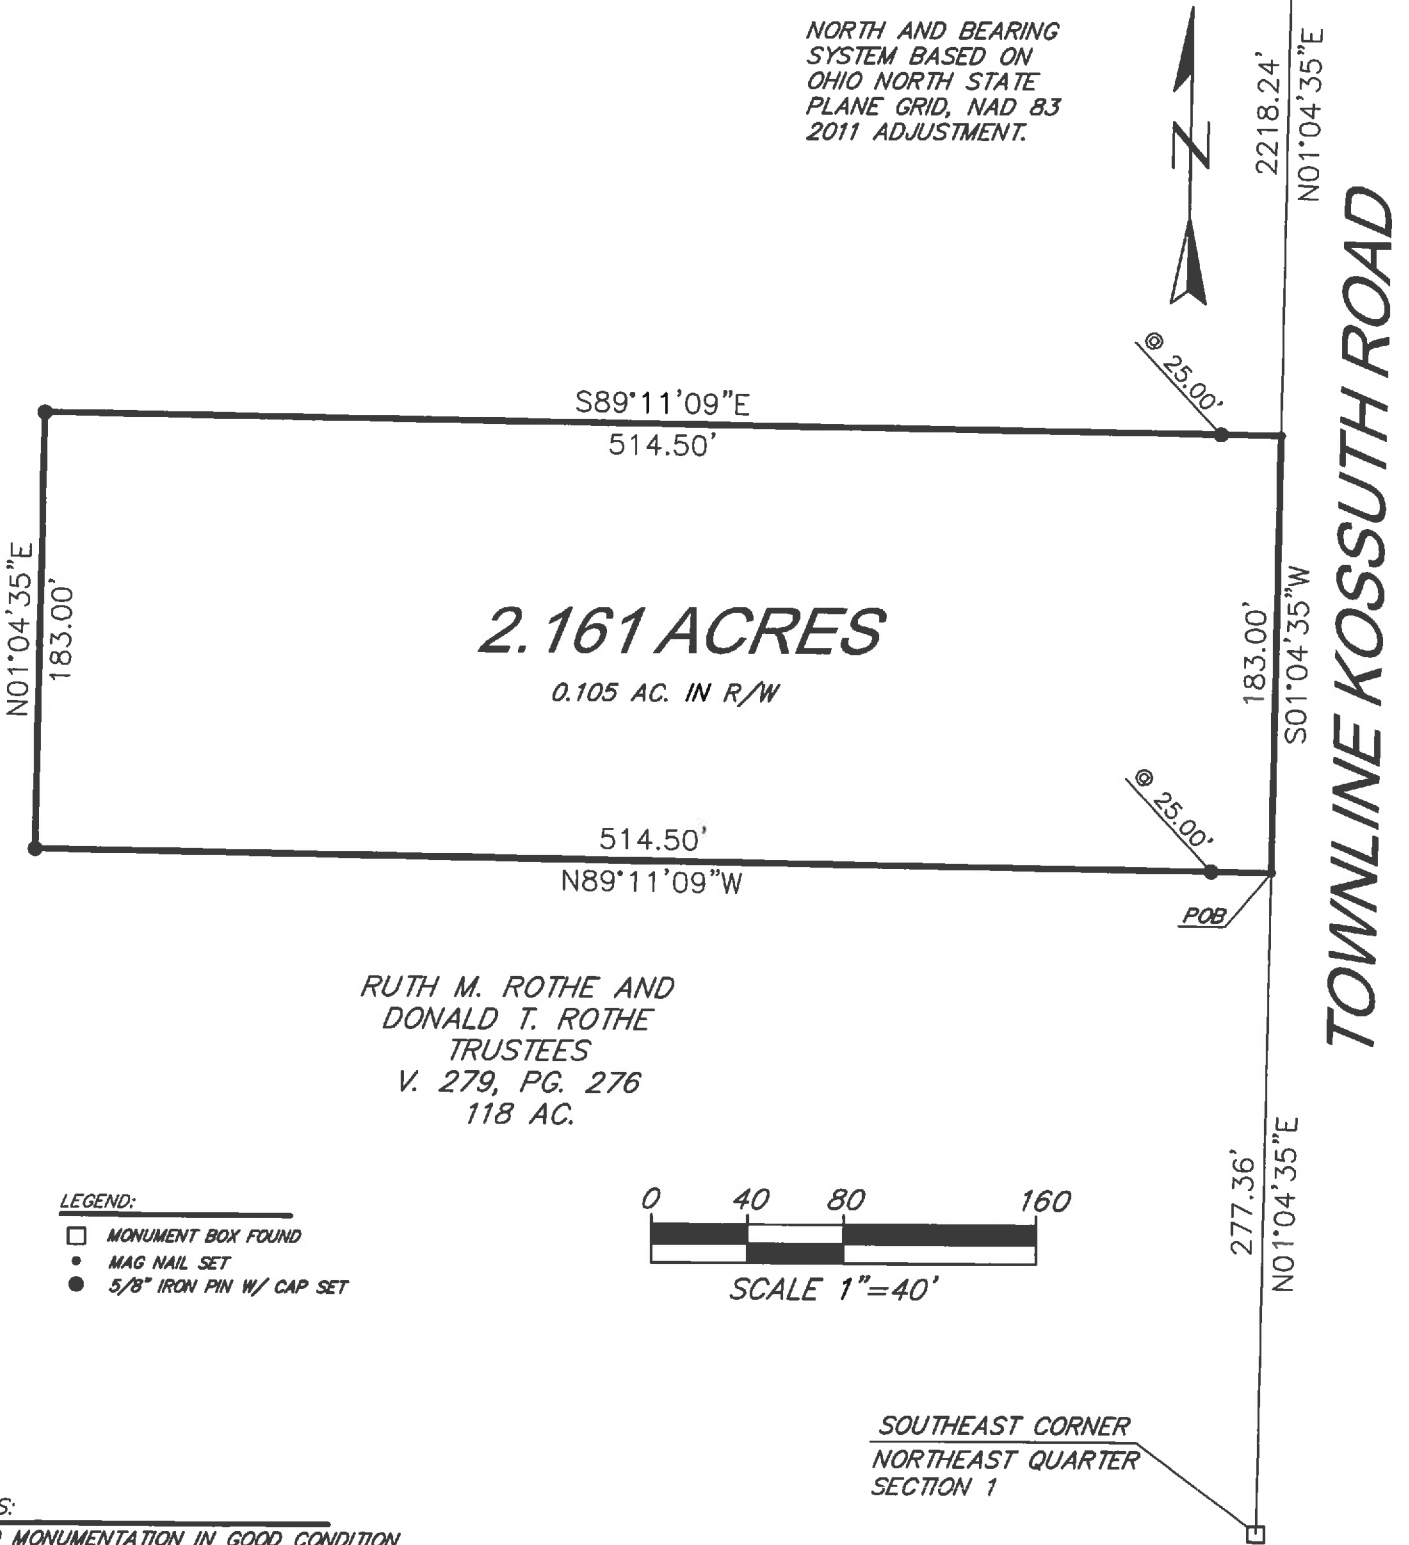 NORTH AND BEARING
SYSTEM BASED ON
OHIO NORTH STATE
PLANE GRID, NAD 83
2011 ADJUSTMENT.
N
2218.24'
N01°04'35"E
TOWNLINE KOSSUTH ROAD
@ 25.00'
S89°11'09"E
514.50'
N01°04'35"E
183.00'
2.161 ACRES
0.105 AC. IN R/W
183.00'
S01°04'35"W
@ 25.00'
514.50'
N89°11'09"W
POB
RUTH M. ROTHE AND
DONALD T. ROTHE
TRUSTEES
V. 279, PG. 276
118 AC.
277.36'
N01°04'35"E
LEGEND:
MONUMENT BOX FOUND
MAG NAIL SET
5/8" IRON PIN W/ CAP SET
0 40 80 160
SCALE 1"=40'
SOUTHEAST CORNER
NORTHEAST QUARTER
SECTION 1
S:
MONUMENTATION IN GOOD CONDITION